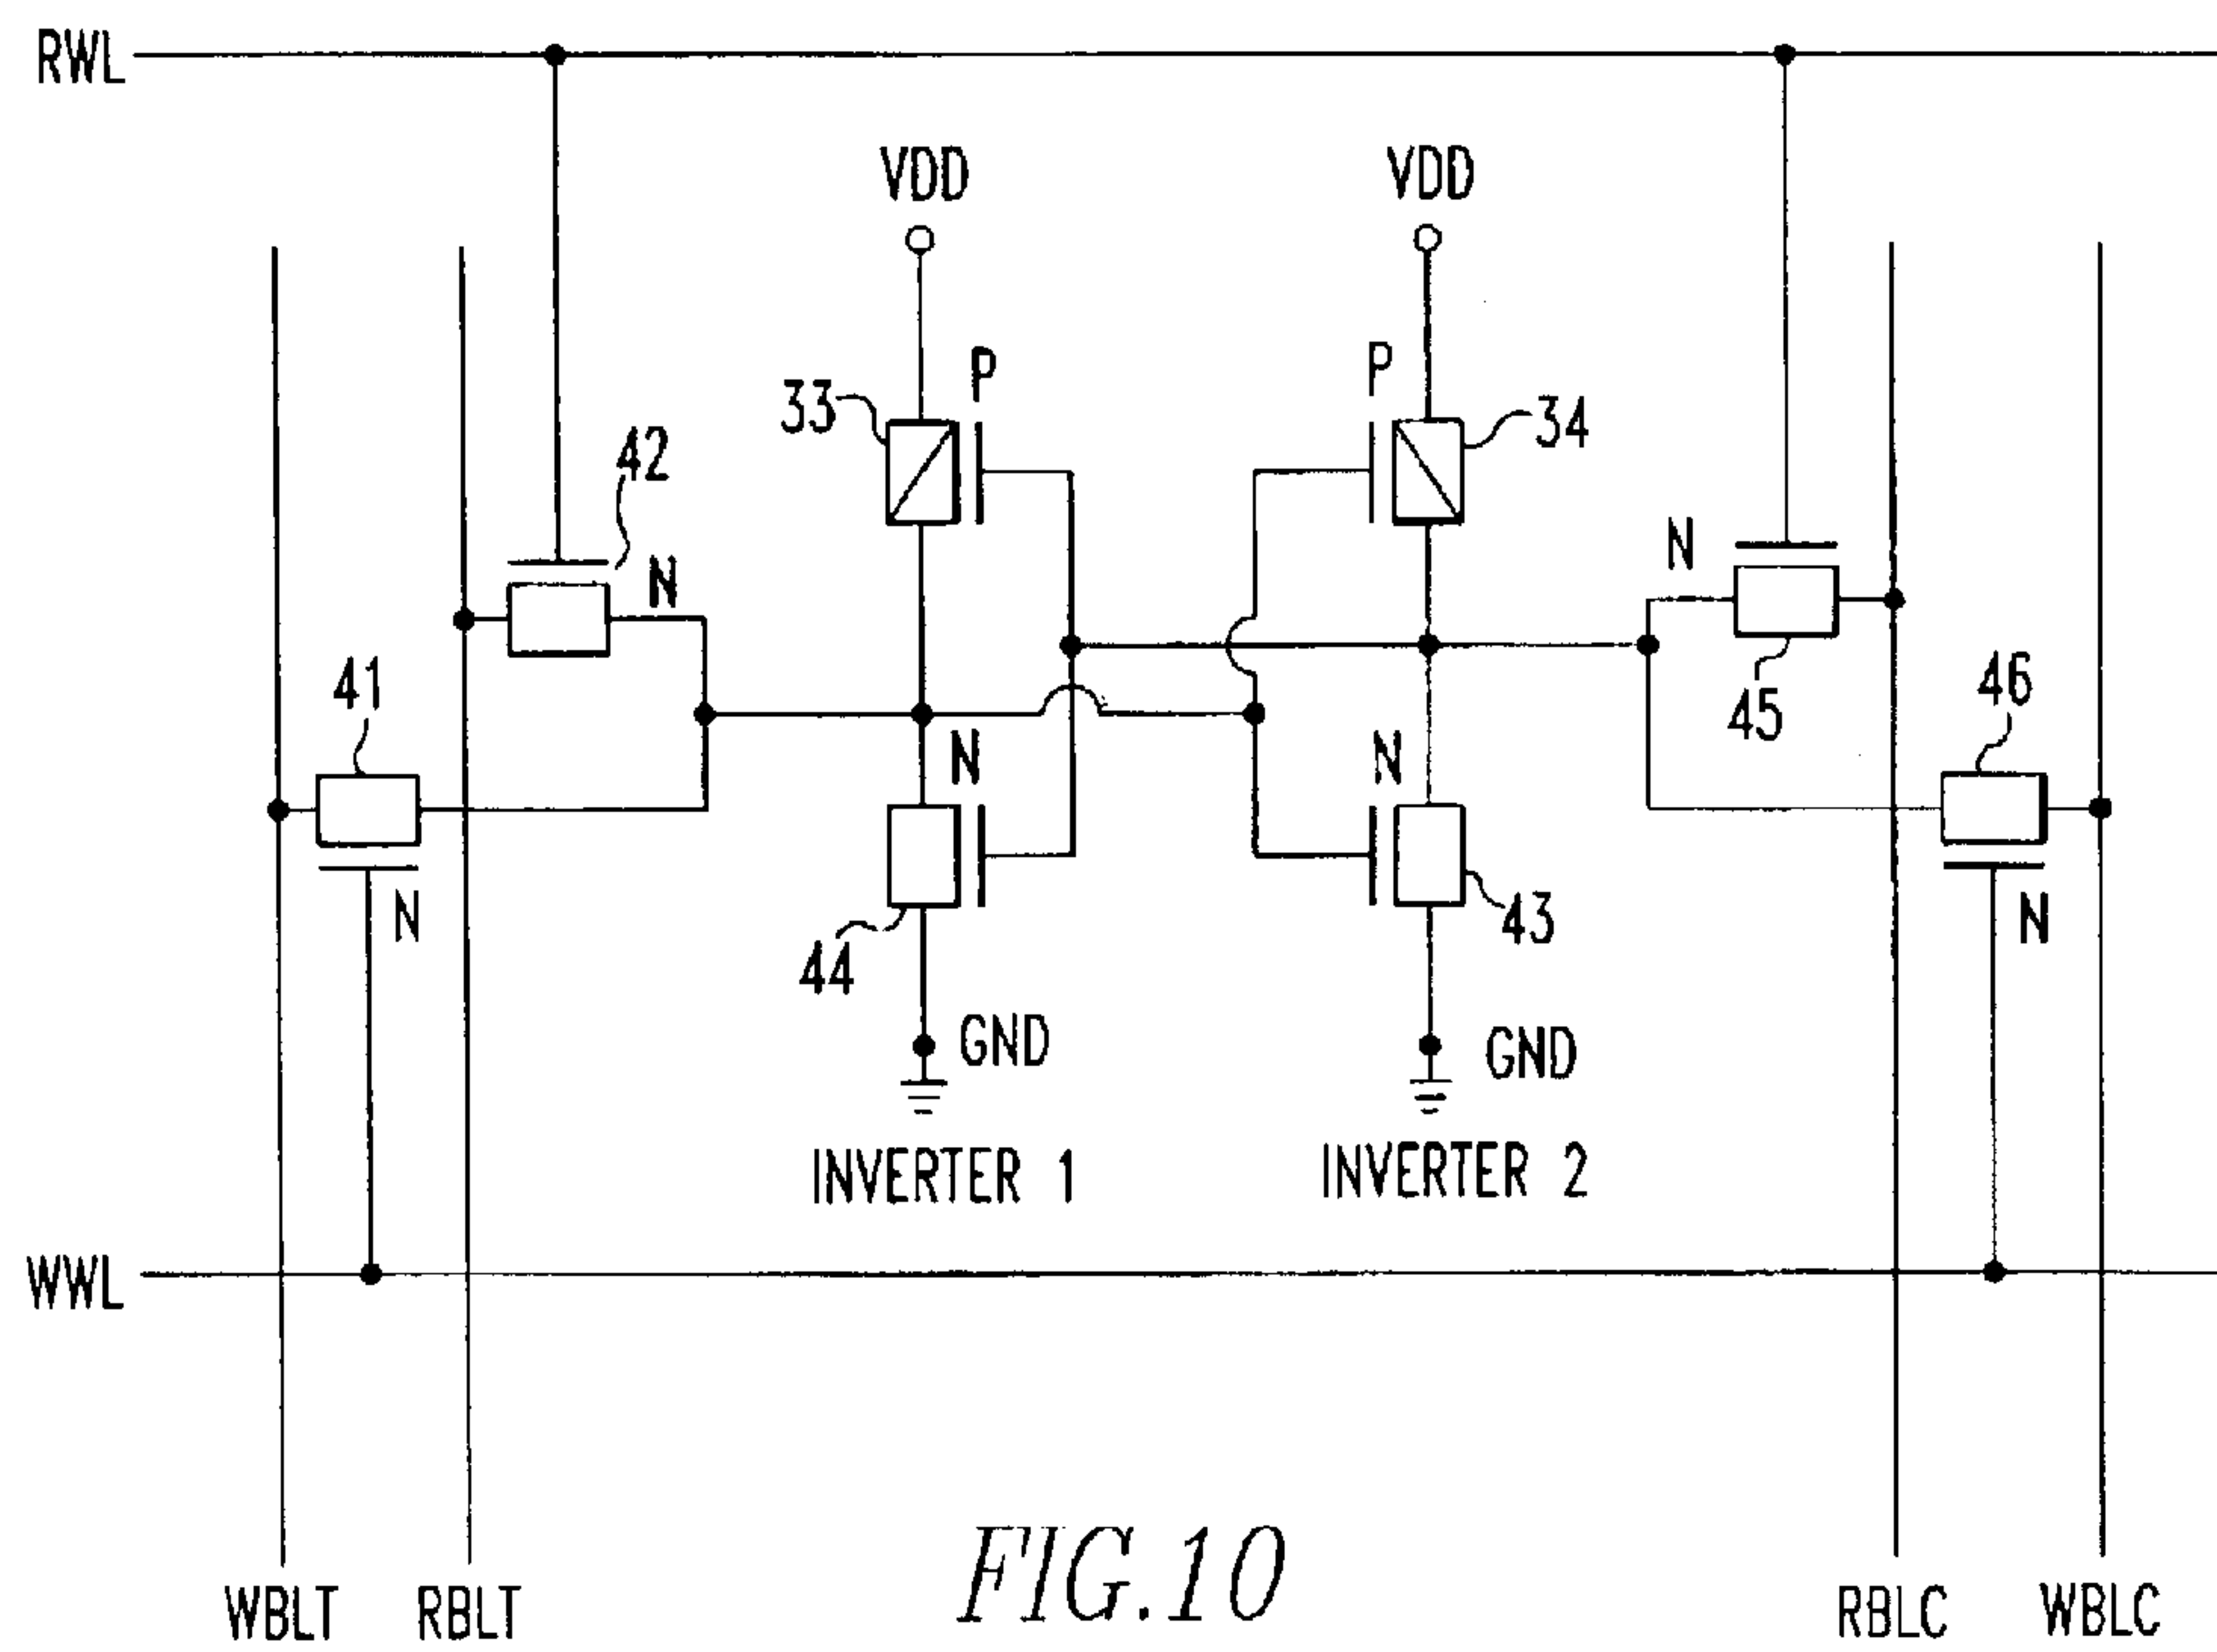 RWL
VDD VDD
P P
33 34
42
N N
N
41 45 46
N N
N N
44 43
GND GND
INVERTER 1 INVERTER 2
WWL
FIG.10
WBLT RBLT RBLC WBLC